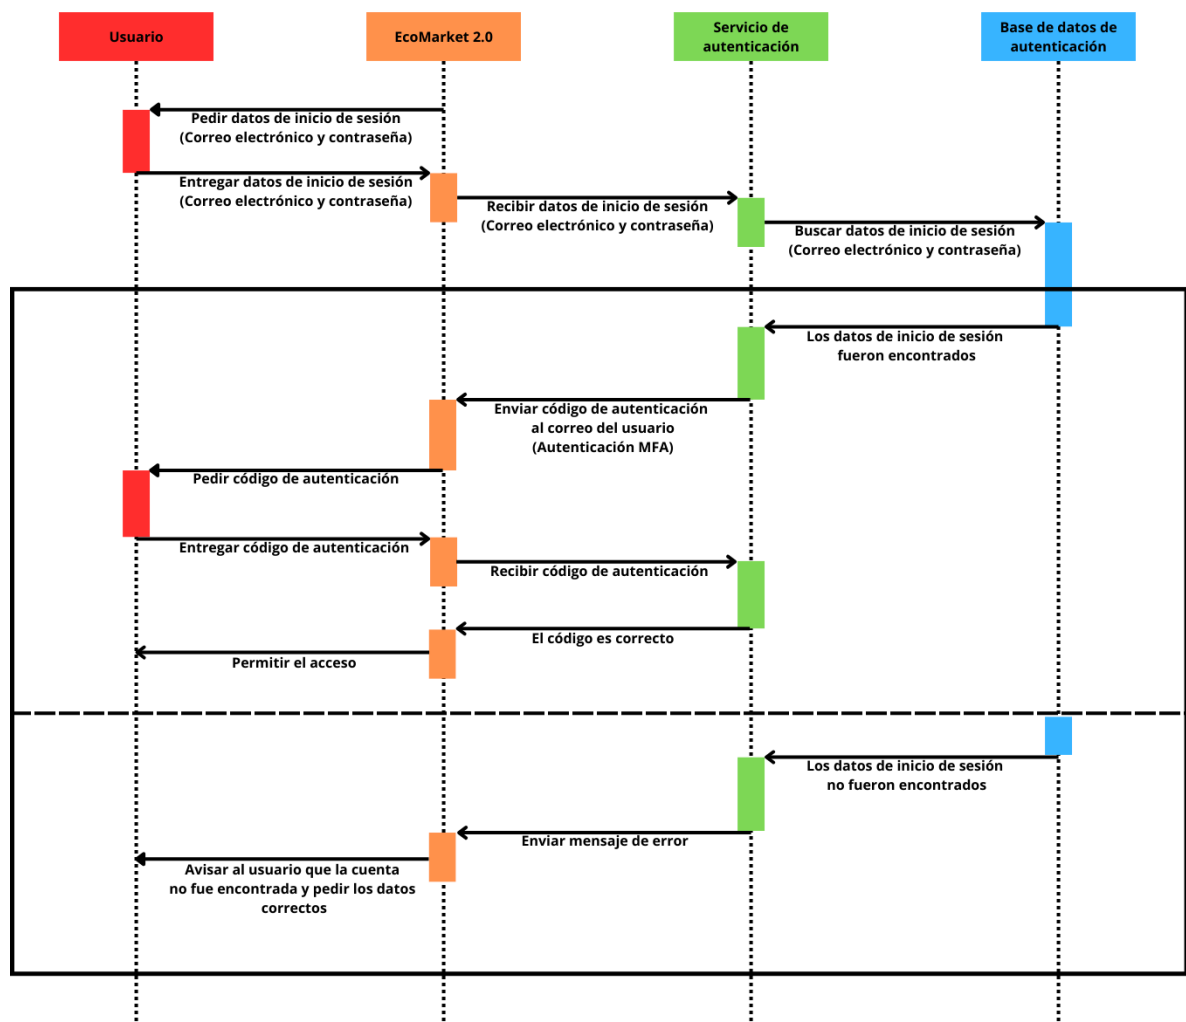 Usuario
EcoMarket 2.0
Servicio de
autenticación
Base de datos de
autenticación
Pedir datos de inicio de sesión
(Correo electrónico y contraseña)
Entregar datos de inicio de sesión
(Correo electrónico y contraseña)
Recibir datos de inicio de sesión
(Correo electrónico y contraseña)
Buscar datos de inicio de sesión
(Correo electrónico y contraseña)
Los datos de inicio de sesión
fueron encontrados
Enviar código de autenticación
al correo del usuario
(Autenticación MFA)
Pedir código de autenticación
Entregar código de autenticación
Recibir código de autenticación
El código es correcto
Permitir el acceso
Los datos de inicio de sesión
no fueron encontrados
Enviar mensaje de error
Avisar al usuario que la cuenta
no fue encontrada y pedir los datos
correctos